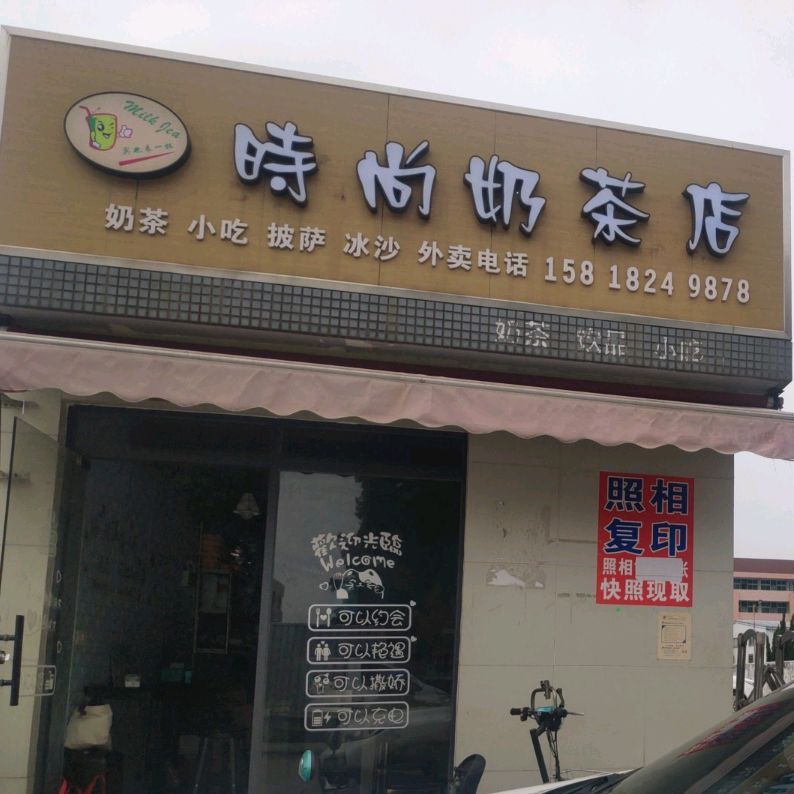 Milk Jea
時尚奶茶店
奶茶 小吃 披萨 冰沙 外卖电话 158 1824 9878
奶茶 饮品 小吃
照相
复印
照相
快照现取
歡迎光臨
Welcome
可以约会
可以相遇
可以撒娇
可以充电